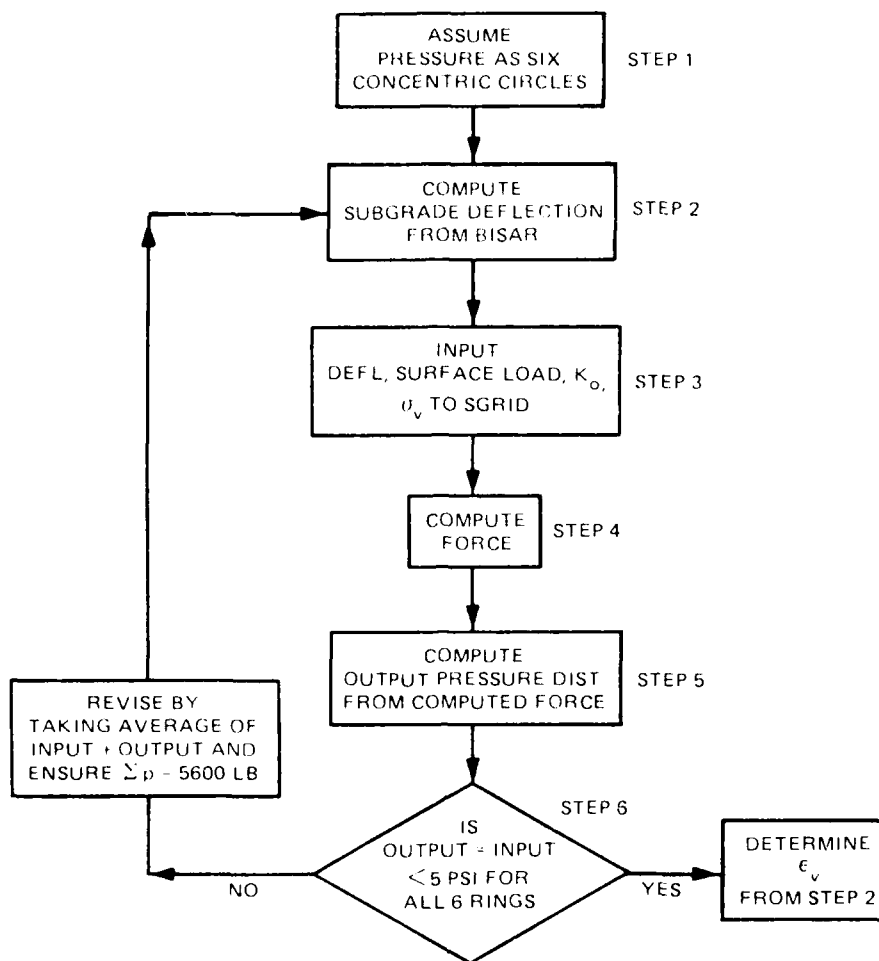 ASSUME
PRESSURE AS SIX
CONCENTRIC CIRCLES
STEP 1
COMPUTE
SUBGRADE DEFLECTION
FROM BISAR
STEP 2
INPUT
DEFL, SURFACE LOAD, K_o,
σ_v TO SGRID
STEP 3
COMPUTE
FORCE
STEP 4
COMPUTE
OUTPUT PRESSURE DIST
FROM COMPUTED FORCE
STEP 5
REVISE BY
TAKING AVERAGE OF
INPUT + OUTPUT AND
ENSURE Σp = 5600 LB
STEP 6
IS
OUTPUT = INPUT
<5 PSI FOR
ALL 6 RINGS
NO
YES
DETERMINE
ϵ_v
FROM STEP 2